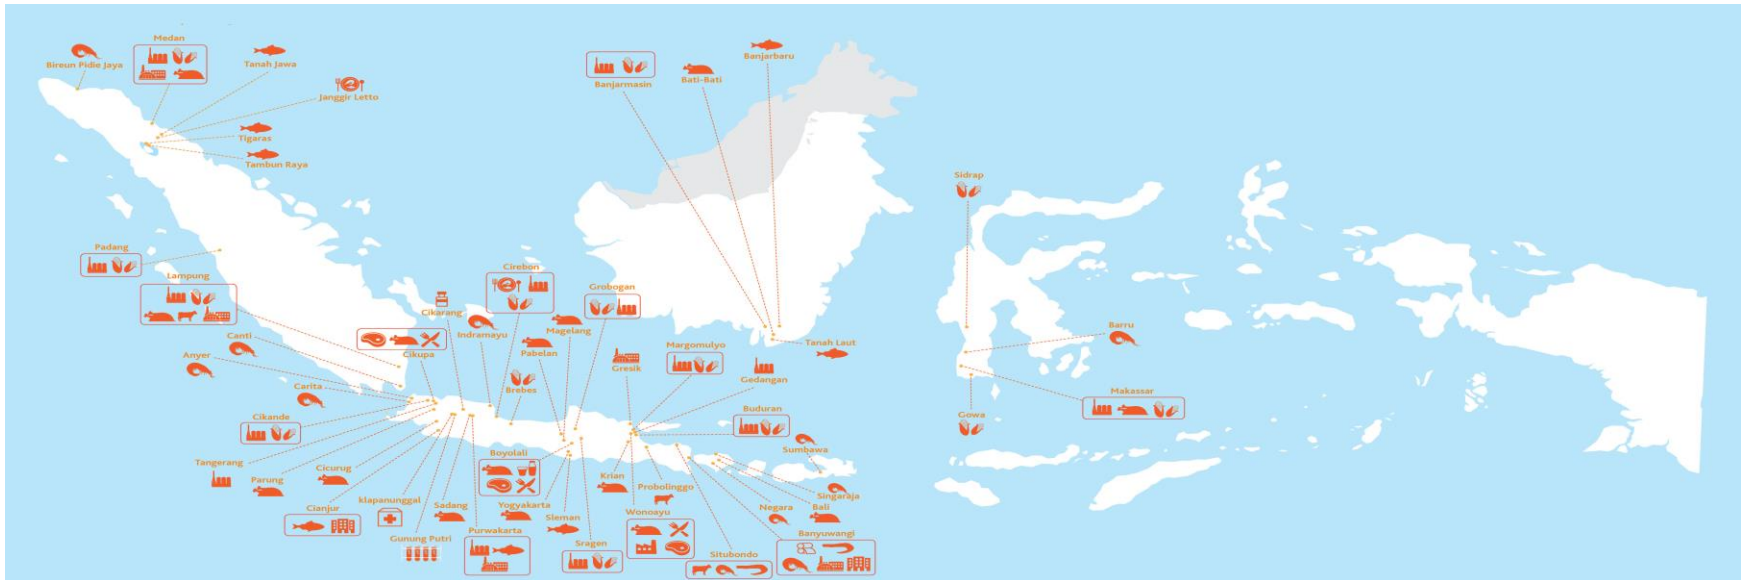 Medan
Bireun Pidie Jaya
Tanah Jawa
Janggir Letto
Tigaras
Tambun Raya
Banjarmasin
Bati-Bati
Banjarbaru
Sidrap
Padang
Lampung
Cikarang
Cirebon
Grobogan
Canti
Anyer
Carita
Cikande
Cikupa
Indramayu
Magelang
Pabelan
Brebes
Gresik
Margomulyo
Gedangan
Tanah Laut
Barru
Makassar
Buduran
Gowa
Sumbawa
Tangerang
Parung
Cicurug
Cianjur
klapanunggal
Gunung Putri
Sadang
Purwakarta
Boyolali
Yogyakarta
Sleman
Sragen
Krian
Wonoayu
Probolinggo
Situbondo
Negara
Bali
Singaraja
Banyuwangi